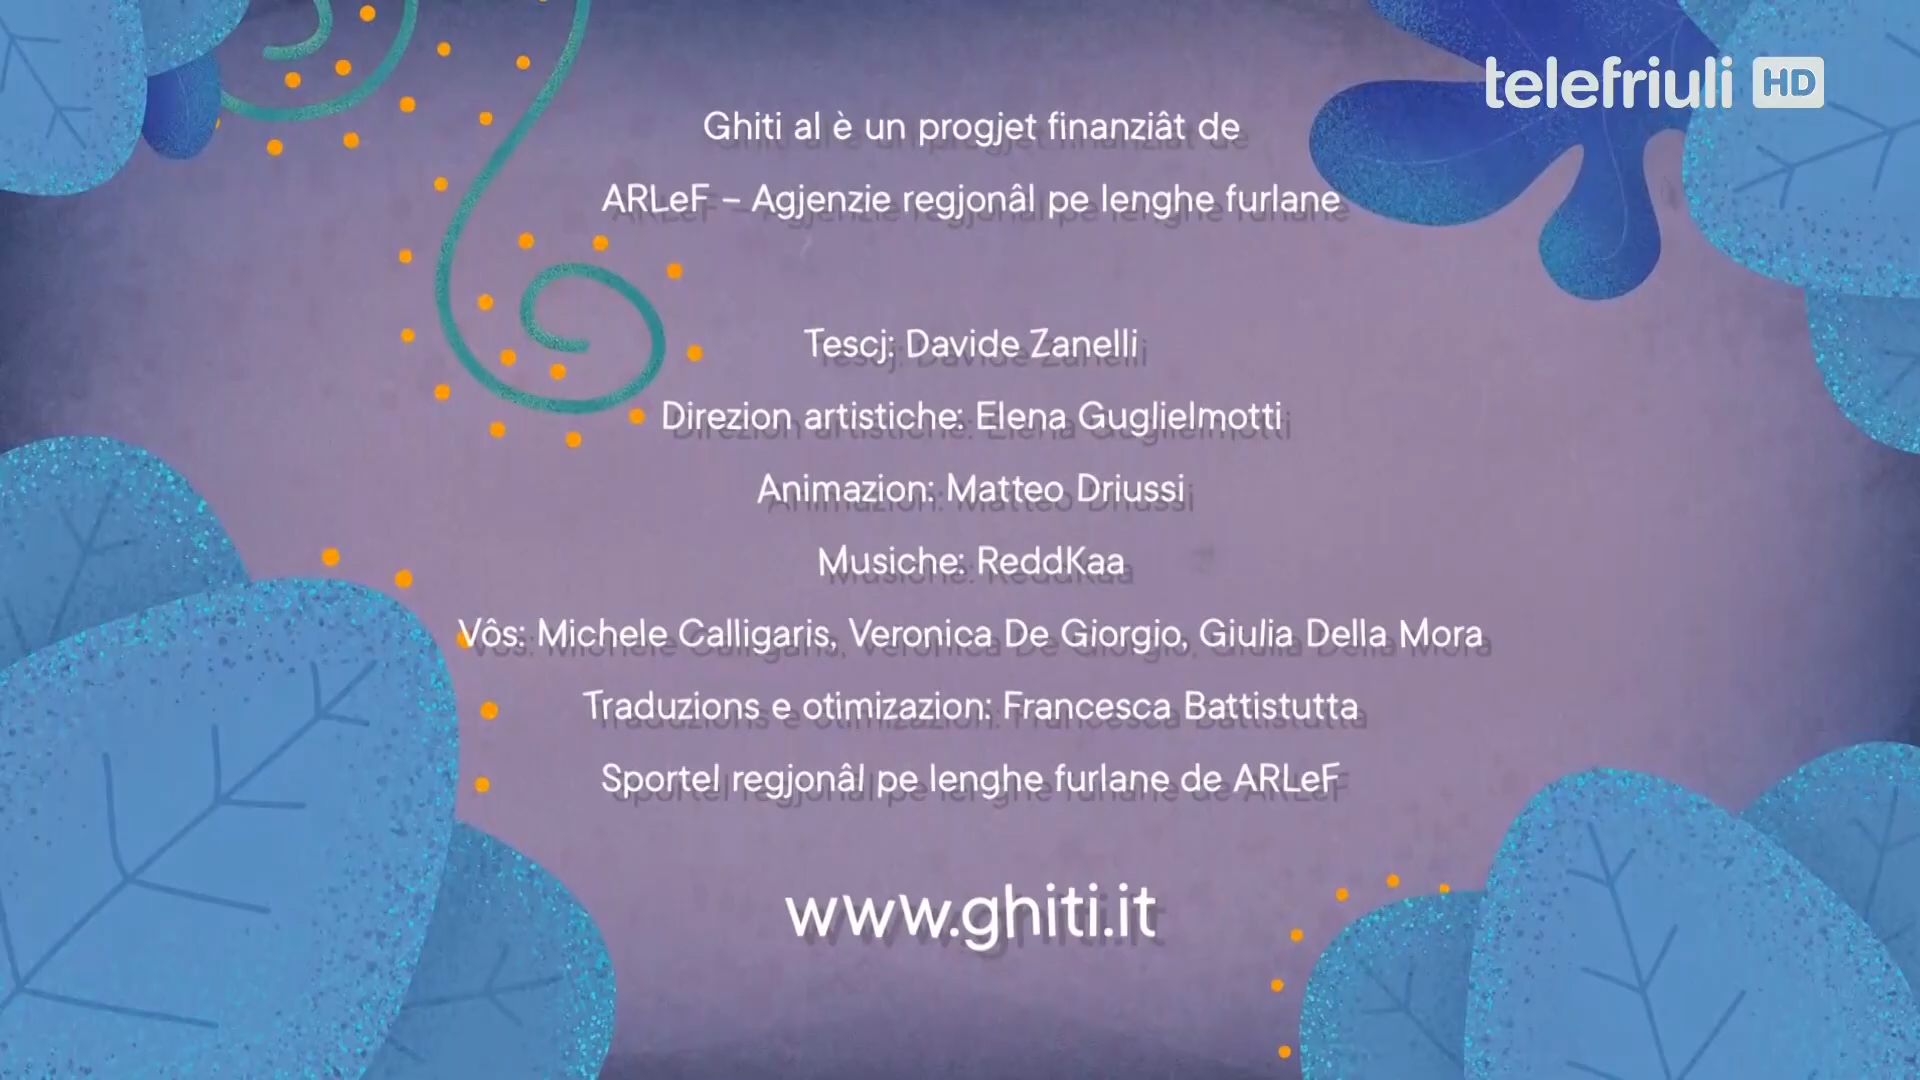 telefriuli HD
Ghiti al è un progjet finanziât de
ARLeF – Agjenzie regjonâl pe lenghe furlane
Tescj: Davide Zanelli
Direzion artistiche: Elena Guglielmotti
Animazion: Matteo Driussi
Musiche: ReddKaa
Vôs: Michele Calligaris, Veronica De Giorgio, Giulia Della Mora
Traduzions e otimizazion: Francesca Battistutta
Sportel regjonâl pe lenghe furlane de ARLeF
www.ghiti.it